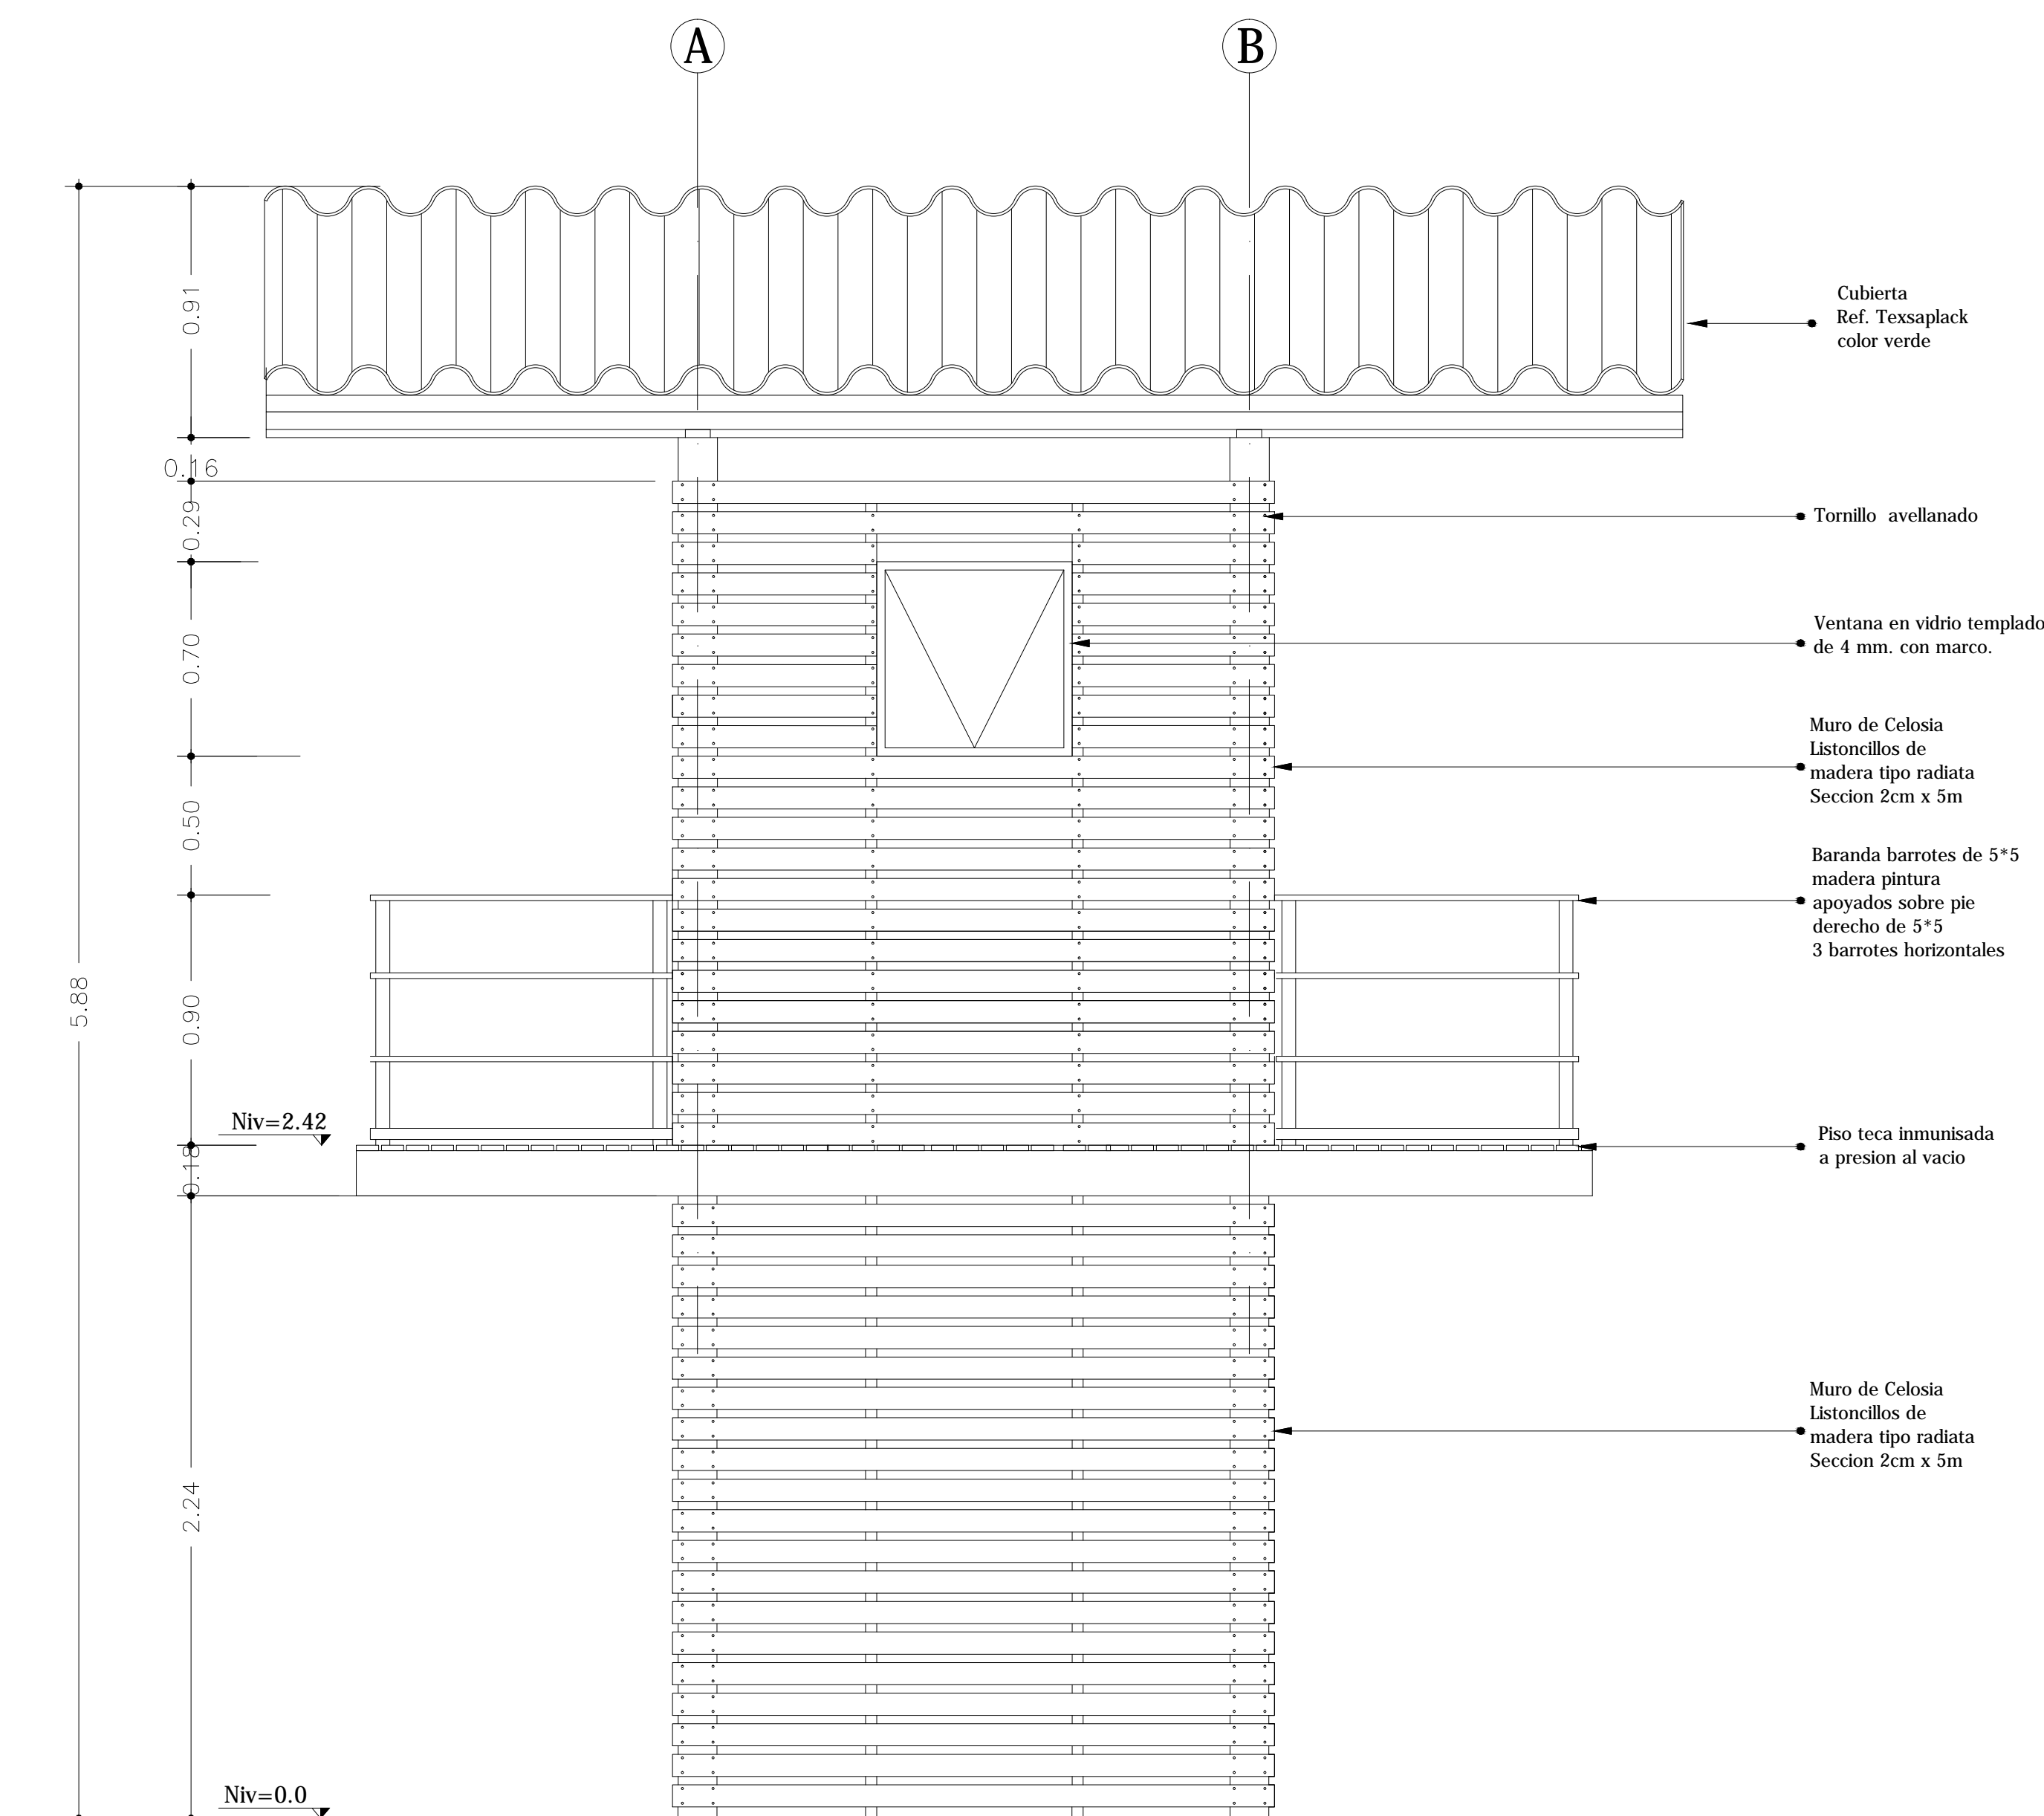 A
B
Cubierta
Ref. Texsaplack
color verde
0.91
0.16
0.29
Tornillo avellanado
0.70
Ventana en vidrio templado
de 4 mm. con marco.
Muro de Celosia
Listoncillos de
madera tipo radiata
Seccion 2cm x 5m
0.50
Baranda barrotes de 5*5
madera pintura
apoyados sobre pie
derecho de 5*5
3 barrotes horizontales
5.88
0.90
Niv=2.42
Piso teca inmunisada
a presion al vacio
0.18
Muro de Celosia
Listoncillos de
madera tipo radiata
Seccion 2cm x 5m
2.24
Niv=0.0